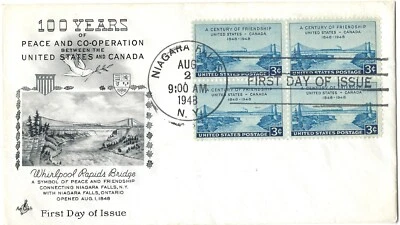 100 YEARS
OF
PEACE AND CO-OPERATION
BETWEEN THE
UNITED STATES AND CANADA
Whirlpool Rapids Bridge
A SYMBOL OF PEACE AND FRIENDSHIP
CONNECTING NIAGARA FALLS, N.Y.
WITH NIAGARA FALLS, ONTARIO
OPENED AUG. 1, 1848
First Day of Issue
NIAGARA
AUG
2
9:00 AM
1948
N. Y.
FIRST DAY OF ISSUE
A CENTURY OF FRIENDSHIP
UNITED STATES - CANADA
1848-1948
UNITED STATES POSTAGE 3¢
A CENTURY OF FRIENDSHIP
UNITED STATES - CANADA
1848-1948
UNITED STATES POSTAGE 3¢
CENTURY OF FRIENDSHIP
UNITED STATES - CANADA
1848-1948
UNITED STATES POSTAGE 3¢
A CENTURY OF FRIENDSHIP
UNITED STATES - CANADA
1848-1948
UNITED STATES POSTAGE 3¢